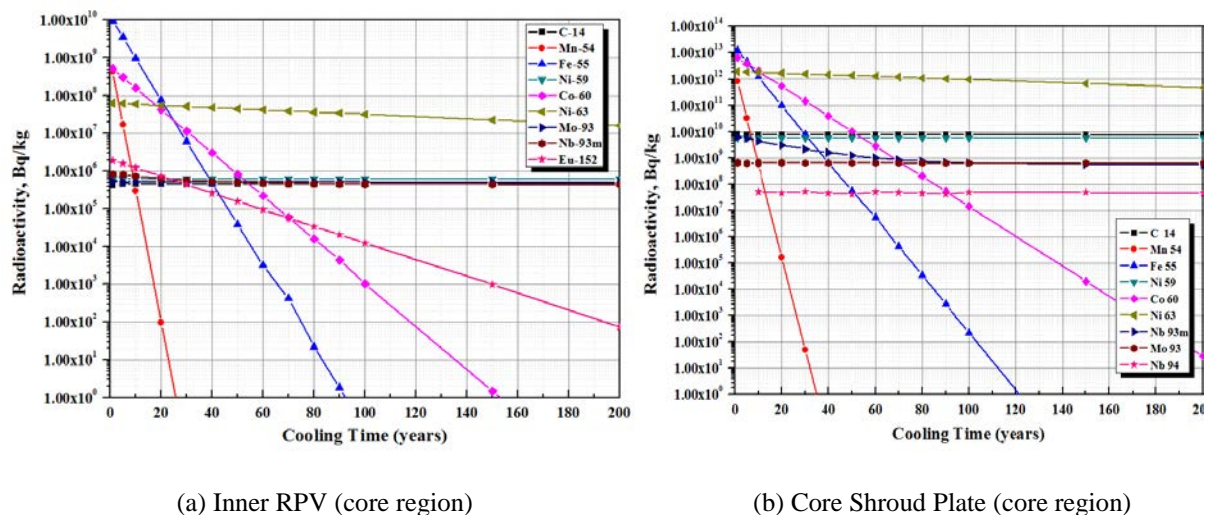 (a)
1.00x10^10
1.00x10^9
1.00x10^8
1.00x10^7
1.00x10^6
1.00x10^5
1.00x10^4
1.00x10^3
1.00x10^2
1.00x10^1
1.00x10^0
Radioactivity, Bq/kg
C-14
Mn-54
Fe-55
Ni-59
Co-60
Ni-63
Mo-93
Nb-93m
Eu-152
0 20 40 60 80 100 120 140 160 180 200
Cooling Time (years)
(b)
1.00x10^14
1.00x10^13
1.00x10^12
1.00x10^11
1.00x10^10
1.00x10^9
1.00x10^8
1.00x10^7
1.00x10^6
1.00x10^5
1.00x10^4
1.00x10^3
1.00x10^2
1.00x10^1
1.00x10^0
Radioactivity, Bq/kg
C 14
Mn 54
Fe 55
Ni 59
Co 60
Ni 63
Nb 93m
Mo 93
Nb 94
0 20 40 60 80 100 120 140 160 180 200
Cooling Time (years)
(a) Inner RPV (core region)
(b) Core Shroud Plate (core region)